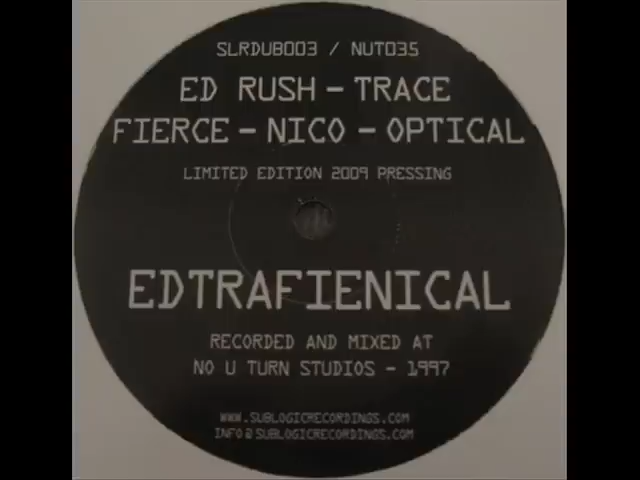 SLRDUB003 / NUT035
ED RUSH - TRACE
FIERCE - NICO - OPTICAL
LIMITED EDITION 2009 PRESSING
EDTRAFIENICAL
RECORDED AND MIXED AT
NO U TURN STUDIOS - 1997
WWW.SUBLOGICRECORDINGS.COM
INFO@SUBLOGICRECORDINGS.COM